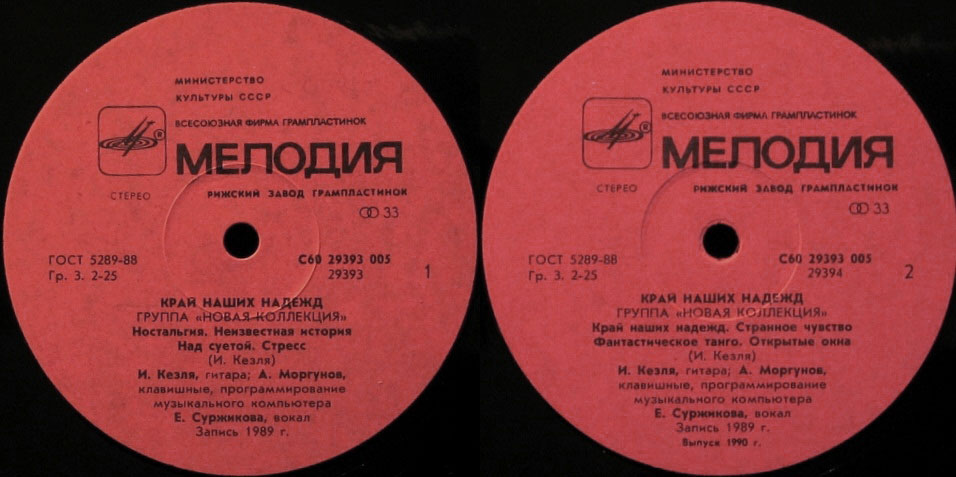 МИНИСТЕРСТВО
КУЛЬТУРЫ СССР
ВСЕСОЮЗНАЯ ФИРМА ГРАМПЛАСТИНОК
®
МЕЛОДИЯ
СТЕРЕО
РИЖСКИЙ ЗАВОД ГРАМПЛАСТИНОК
33
ГОСТ 5289-88
Гр. 3. 2-25
С60 29393 005
29393
1
КРАЙ НАШИХ НАДЕЖД
ГРУППА «НОВАЯ КОЛЛЕКЦИЯ»
Ностальгия. Неизвестная история
Над суетой. Стресс
(И. Кезля)
И. Кезля, гитара; А. Моргунов,
клавишные, программирование
музыкального компьютера
Е. Суржикова, вокал
Запись 1989 г.
МИНИСТЕРСТВО
КУЛЬТУРЫ СССР
ВСЕСОЮЗНАЯ ФИРМА ГРАМПЛАСТИНОК
®
МЕЛОДИЯ
СТЕРЕО
РИЖСКИЙ ЗАВОД ГРАМПЛАСТИНОК
33
ГОСТ 5289-88
Гр. 3. 2-25
С60 29393 005
29394
2
КРАЙ НАШИХ НАДЕЖД
ГРУППА «НОВАЯ КОЛЛЕКЦИЯ»
Край наших надежд. Странное чувство
Фантастическое танго. Открытые окна
(И. Кезля)
И. Кезля, гитара; А. Моргунов,
клавишные, программирование
музыкального компьютера
Е. Суржикова, вокал
Запись 1989 г.
Выпуск 1990 г.